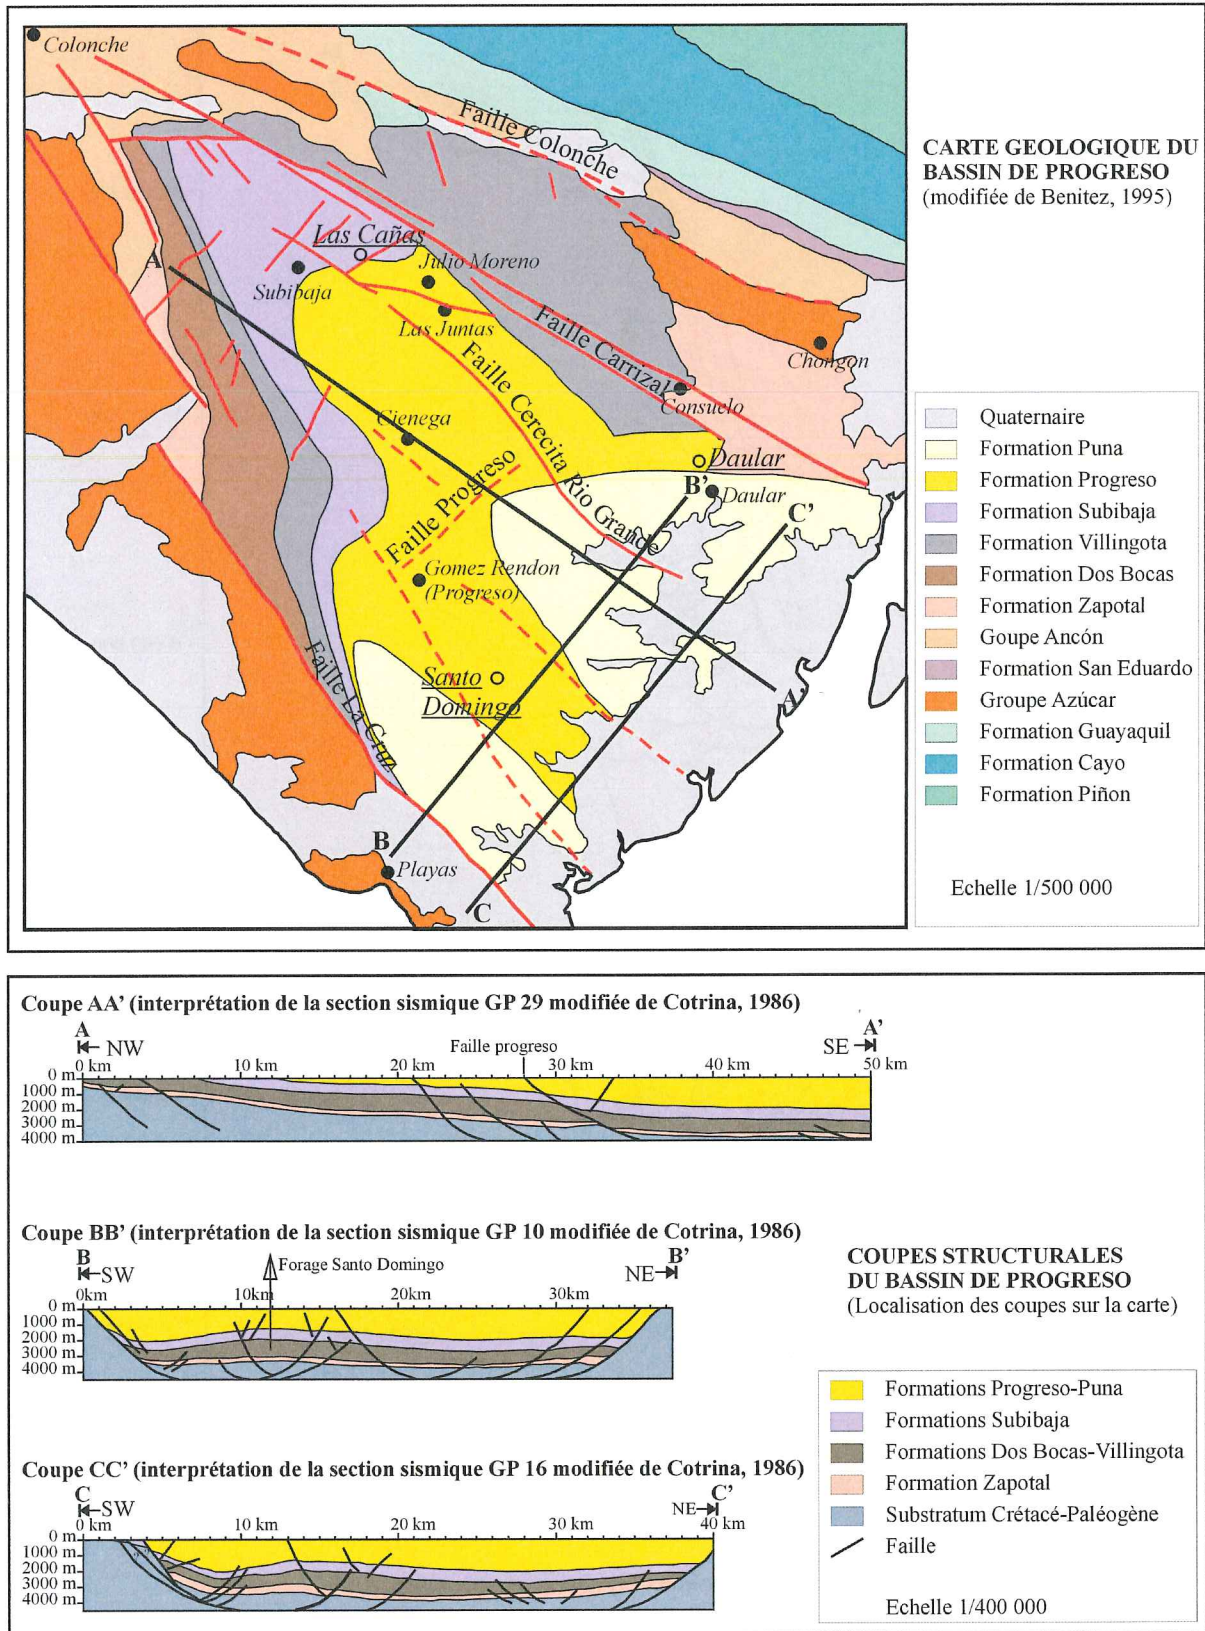 Colonche
Faille Colonche
CARTE GEOLOGIQUE DU
BASSIN DE PROGRESO
(modifiée de Benitez, 1995)
Las Cañas
A
Subibaja
Julio Moreno
Las Juntas
Faille Carrizal
Chongon
Consuelo
Faille Cerecita Rio Grande
Cienega
Faille Progreso
Daular
B'
Daular
C'
Gomez Rendon
(Progreso)
Faille La Cruz
Santo
Domingo
A'
B
Playas
C
Quaternaire
Formation Puna
Formation Progreso
Formation Subibaja
Formation Villingota
Formation Dos Bocas
Formation Zapotal
Goupe Ancón
Formation San Eduardo
Groupe Azúcar
Formation Guayaquil
Formation Cayo
Formation Piñon
Echelle 1/500 000
Coupe AA' (interprétation de la section sismique GP 29 modifiée de Cotrina, 1986)
A
NW
Faille progreso
SE
A'
0 km 10 km 20 km 30 km 40 km 50 km
0 m
1000 m
2000 m
3000 m
4000 m
Coupe BB' (interprétation de la section sismique GP 10 modifiée de Cotrina, 1986)
B
SW
Forage Santo Domingo
NE
B'
0km 10km 20km 30km
0 m
1000 m
2000 m
3000 m
4000 m
COUPES STRUCTURALES
DU BASSIN DE PROGRESO
(Localisation des coupes sur la carte)
Coupe CC' (interprétation de la section sismique GP 16 modifiée de Cotrina, 1986)
C
SW
NE
C'
0 km 10 km 20 km 30 km 40 km
0 m
1000 m
2000 m
3000 m
4000 m
Formations Progreso-Puna
Formations Subibaja
Formations Dos Bocas-Villingota
Formation Zapotal
Substratum Crétacé-Paléogène
Faille
Echelle 1/400 000